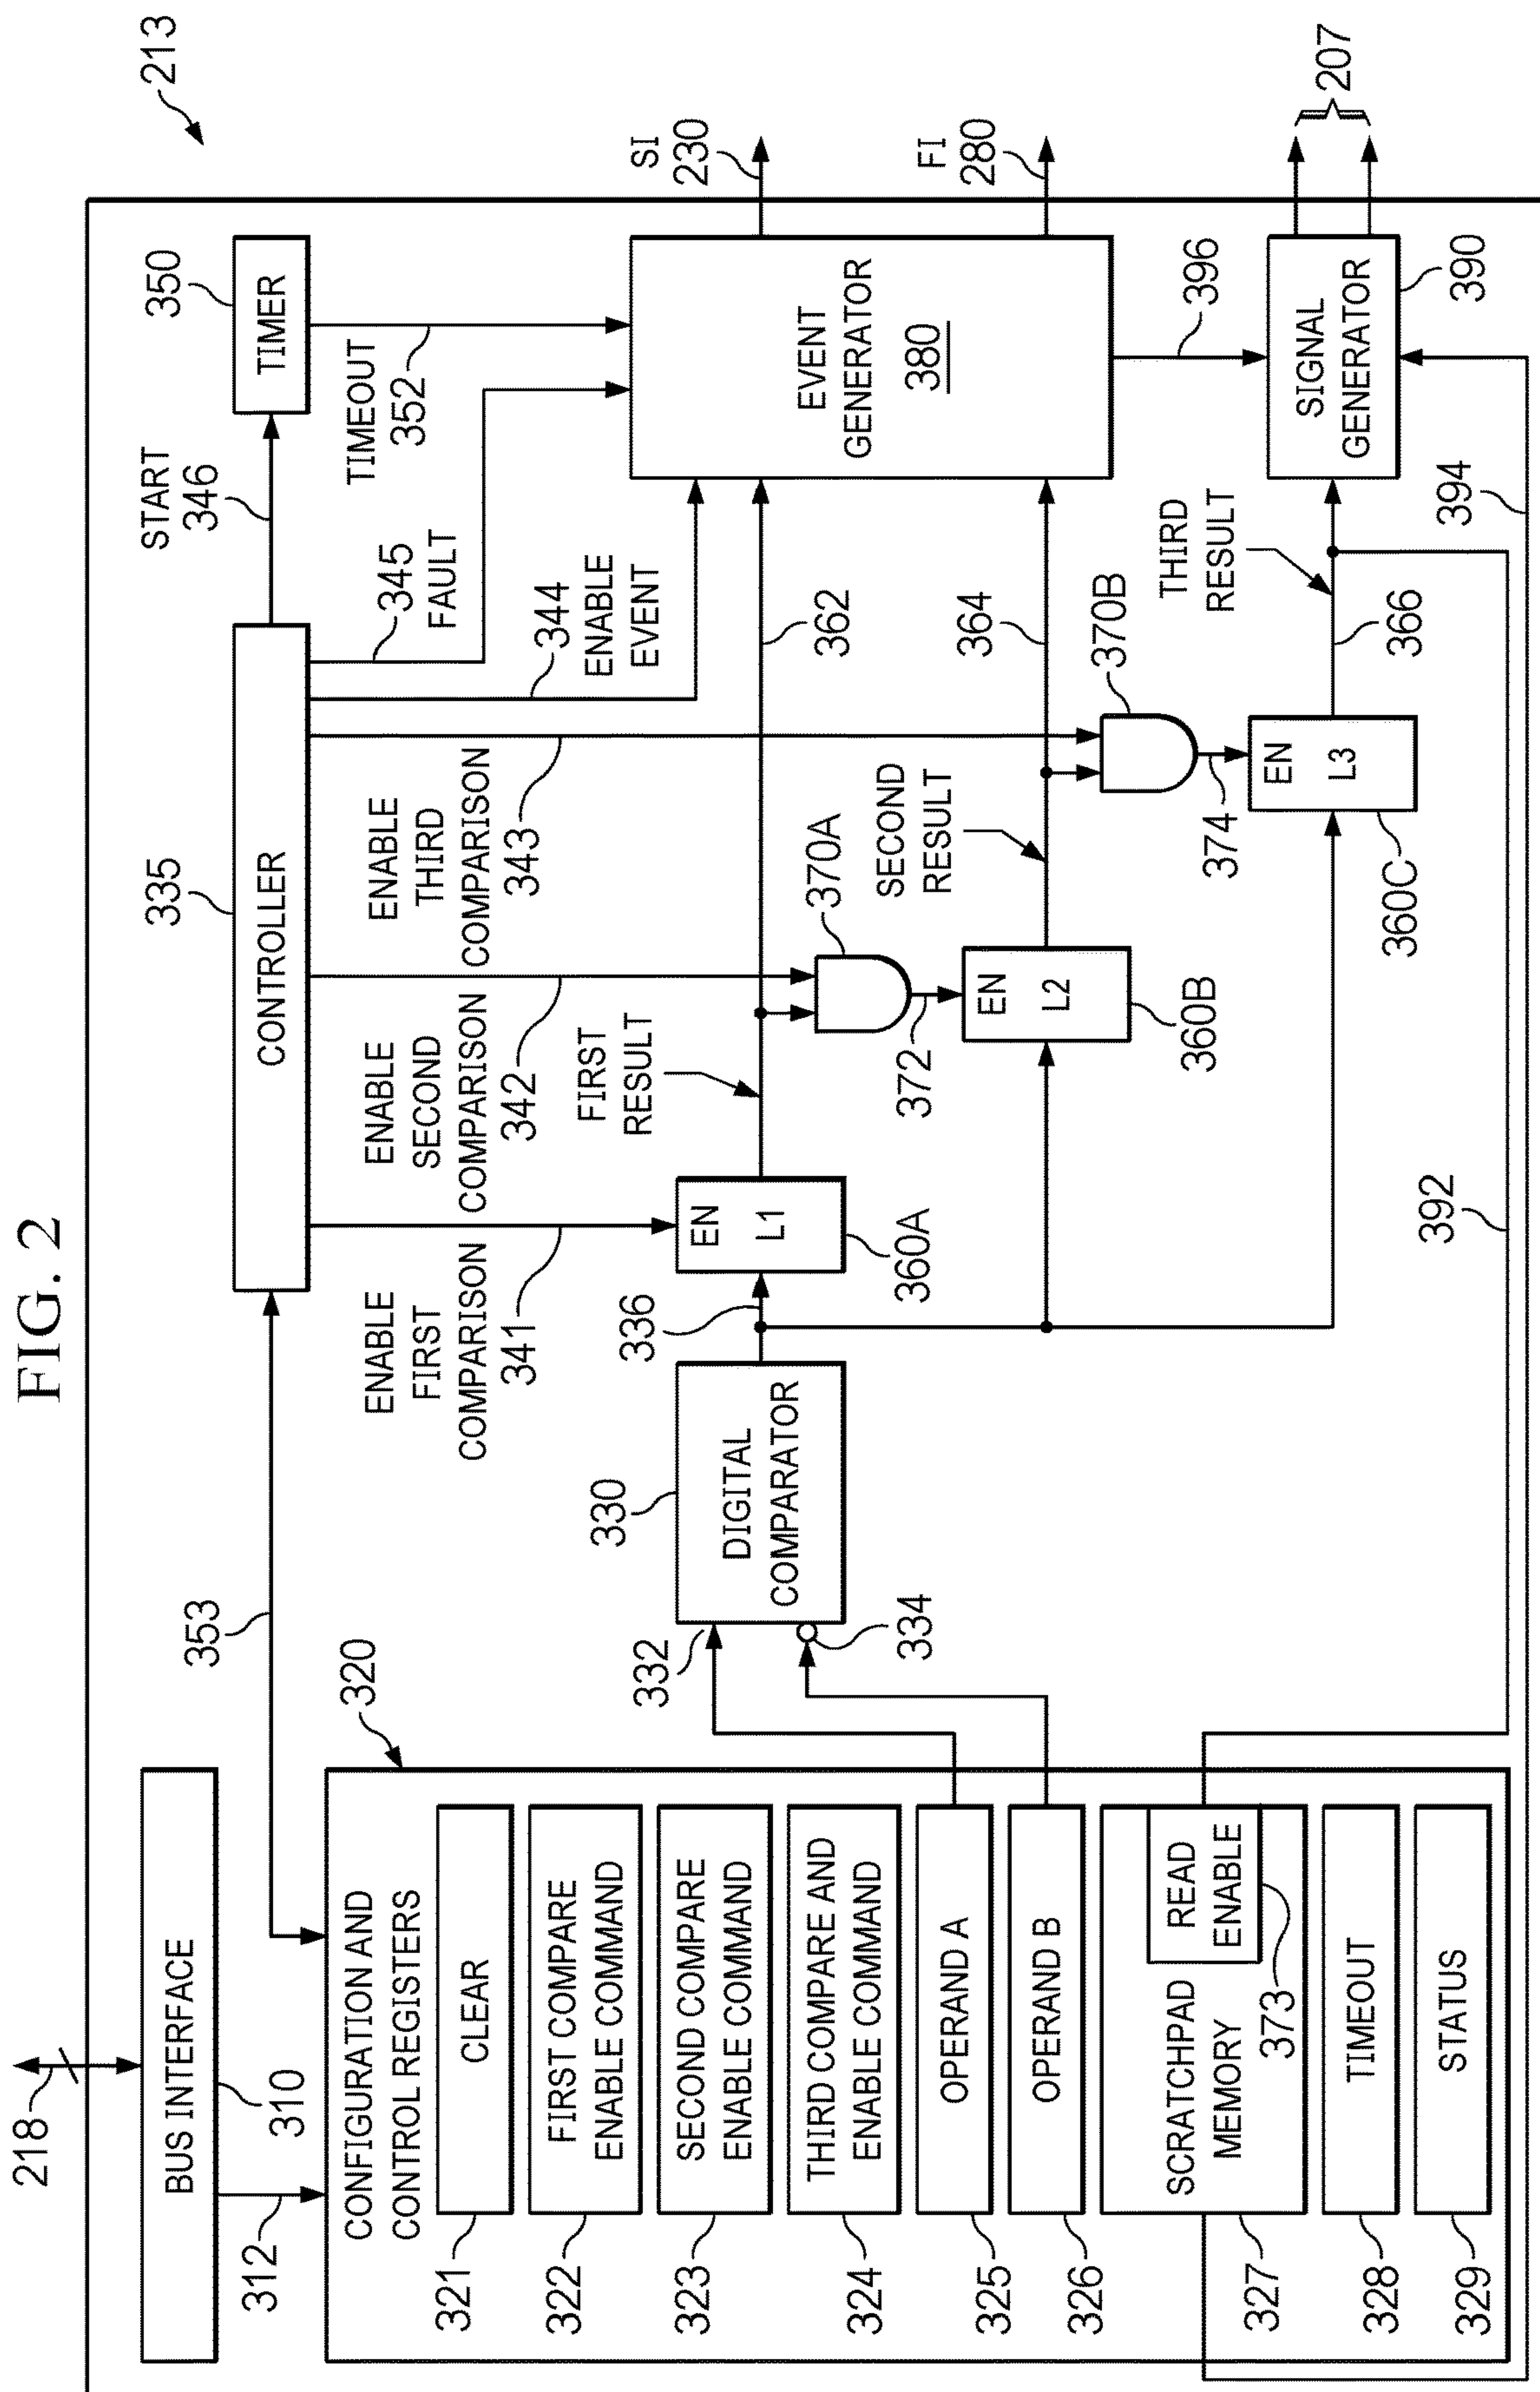 FIG. 2
213
218
BUS INTERFACE
310
312
353
320
CONFIGURATION AND
CONTROL REGISTERS
321
CLEAR
322
FIRST COMPARE
ENABLE COMMAND
323
SECOND COMPARE
ENABLE COMMAND
324
THIRD COMPARE AND
ENABLE COMMAND
325
OPERAND A
326
OPERAND B
327
SCRATCHPAD
MEMORY
READ
ENABLE
373
328
TIMEOUT
329
STATUS
335
CONTROLLER
START
346
350
TIMER
TIMEOUT
352
345
FAULT
344
ENABLE
EVENT
ENABLE
THIRD
COMPARISON
343
ENABLE
SECOND
COMPARISON
342
ENABLE
FIRST
COMPARISON
341
330
DIGITAL
COMPARATOR
332
334
336
EN
L1
360A
FIRST
RESULT
362
370A
372
EN
L2
360B
SECOND
RESULT
364
370B
374
EN
L3
360C
THIRD
RESULT
366
EVENT
GENERATOR
380
SI
230
FI
280
396
SIGNAL
GENERATOR
390
207
394
392